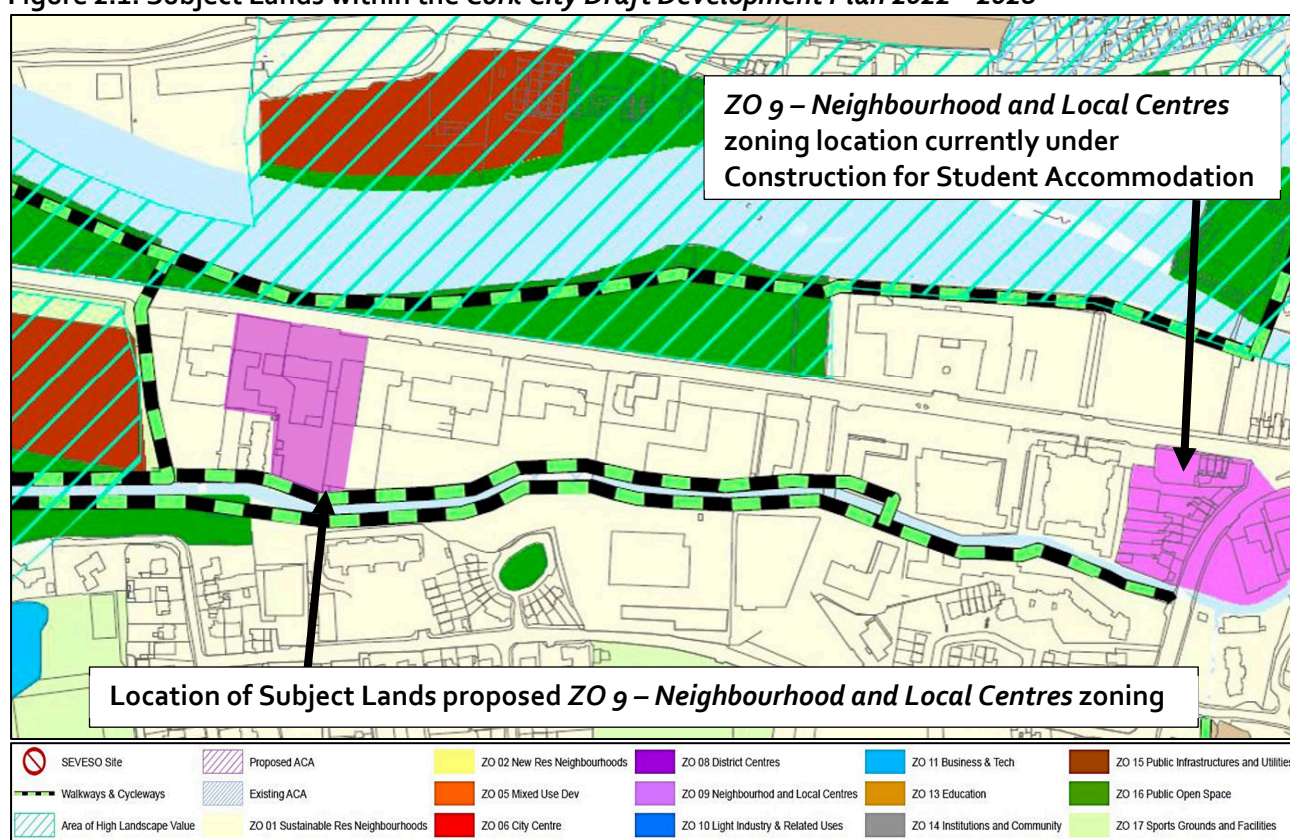 Figure 2.1: Subject Lands within the Cork City Draft Development Plan 2022 – 2028
ZO 9 – Neighbourhood and Local Centres
zoning location currently under
Construction for Student Accommodation
Location of Subject Lands proposed ZO 9 – Neighbourhood and Local Centres zoning
SEVESO Site
Proposed ACA
ZO 02 New Res Neighbourhoods
ZO 08 District Centres
ZO 11 Business & Tech
ZO 15 Public Infrastructures and Utilities
Walkways & Cycleways
Existing ACA
ZO 05 Mixed Use Dev
ZO 09 Neighbourhod and Local Centres
ZO 13 Education
ZO 16 Public Open Space
Area of High Landscape Value
ZO 01 Sustainable Res Neighbourhoods
ZO 06 City Centre
ZO 10 Light Industry & Related Uses
ZO 14 Institutions and Community
ZO 17 Sports Grounds and Facilities